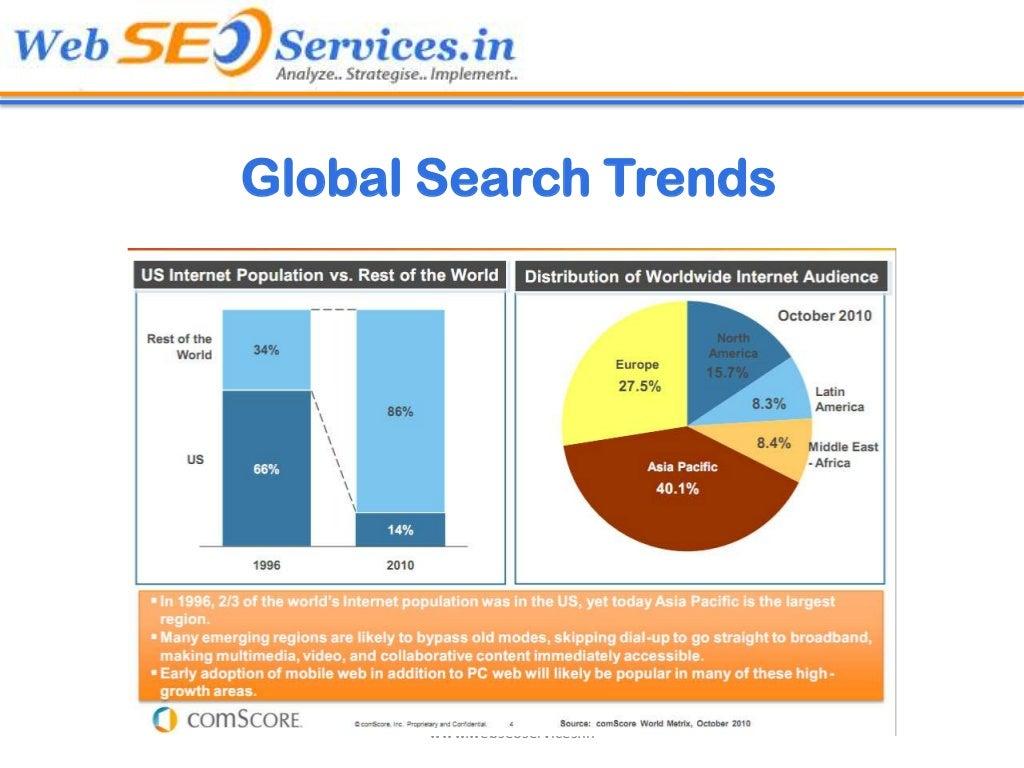 Web SEO Services.in
Analyze.. Strategise.. Implement..
Global Search Trends
US Internet Population vs. Rest of the World
Rest of the
World
34%
86%
US
66%
14%
1996
2010
Distribution of Worldwide Internet Audience
October 2010
North
America
15.7%
Europe
27.5%
8.3%
Latin
America
8.4%
Middle East
- Africa
Asia Pacific
40.1%
▪In 1996, 2/3 of the world's Internet population was in the US, yet today Asia Pacific is the largest
region.
▪Many emerging regions are likely to bypass old modes, skipping dial-up to go straight to broadband,
making multimedia, video, and collaborative content immediately accessible.
▪Early adoption of mobile web in addition to PC web will likely be popular in many of these high-
growth areas.
comSCORE.
© comScore, Inc. Proprietary and Confidential.
4
Source: comScore World Metrix, October 2010